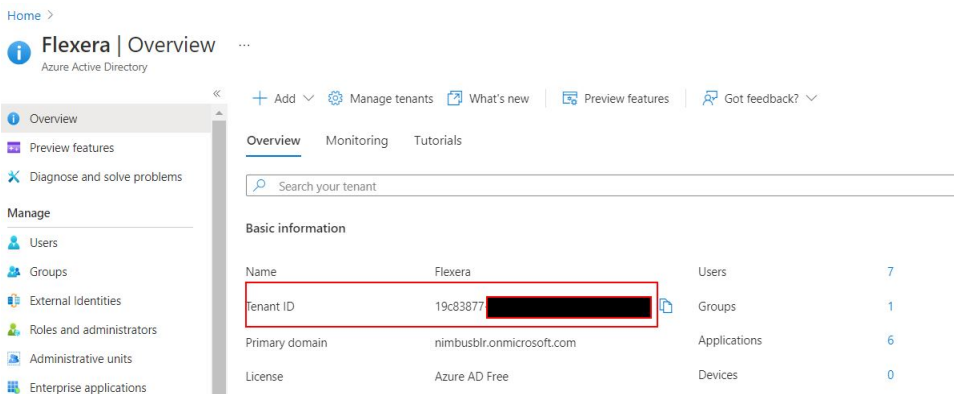 Home >
Flexera | Overview ...
Azure Active Directory
«
Overview
Preview features
Diagnose and solve problems
Manage
Users
Groups
External Identities
Roles and administrators
Administrative units
Enterprise applications
+ Add Manage tenants What's new Preview features Got feedback?
Overview Monitoring Tutorials
Search your tenant
Basic information
Name Flexera Users 7
Tenant ID 19c83877 Groups 1
Primary domain nimbusblr.onmicrosoft.com Applications 6
License Azure AD Free Devices 0